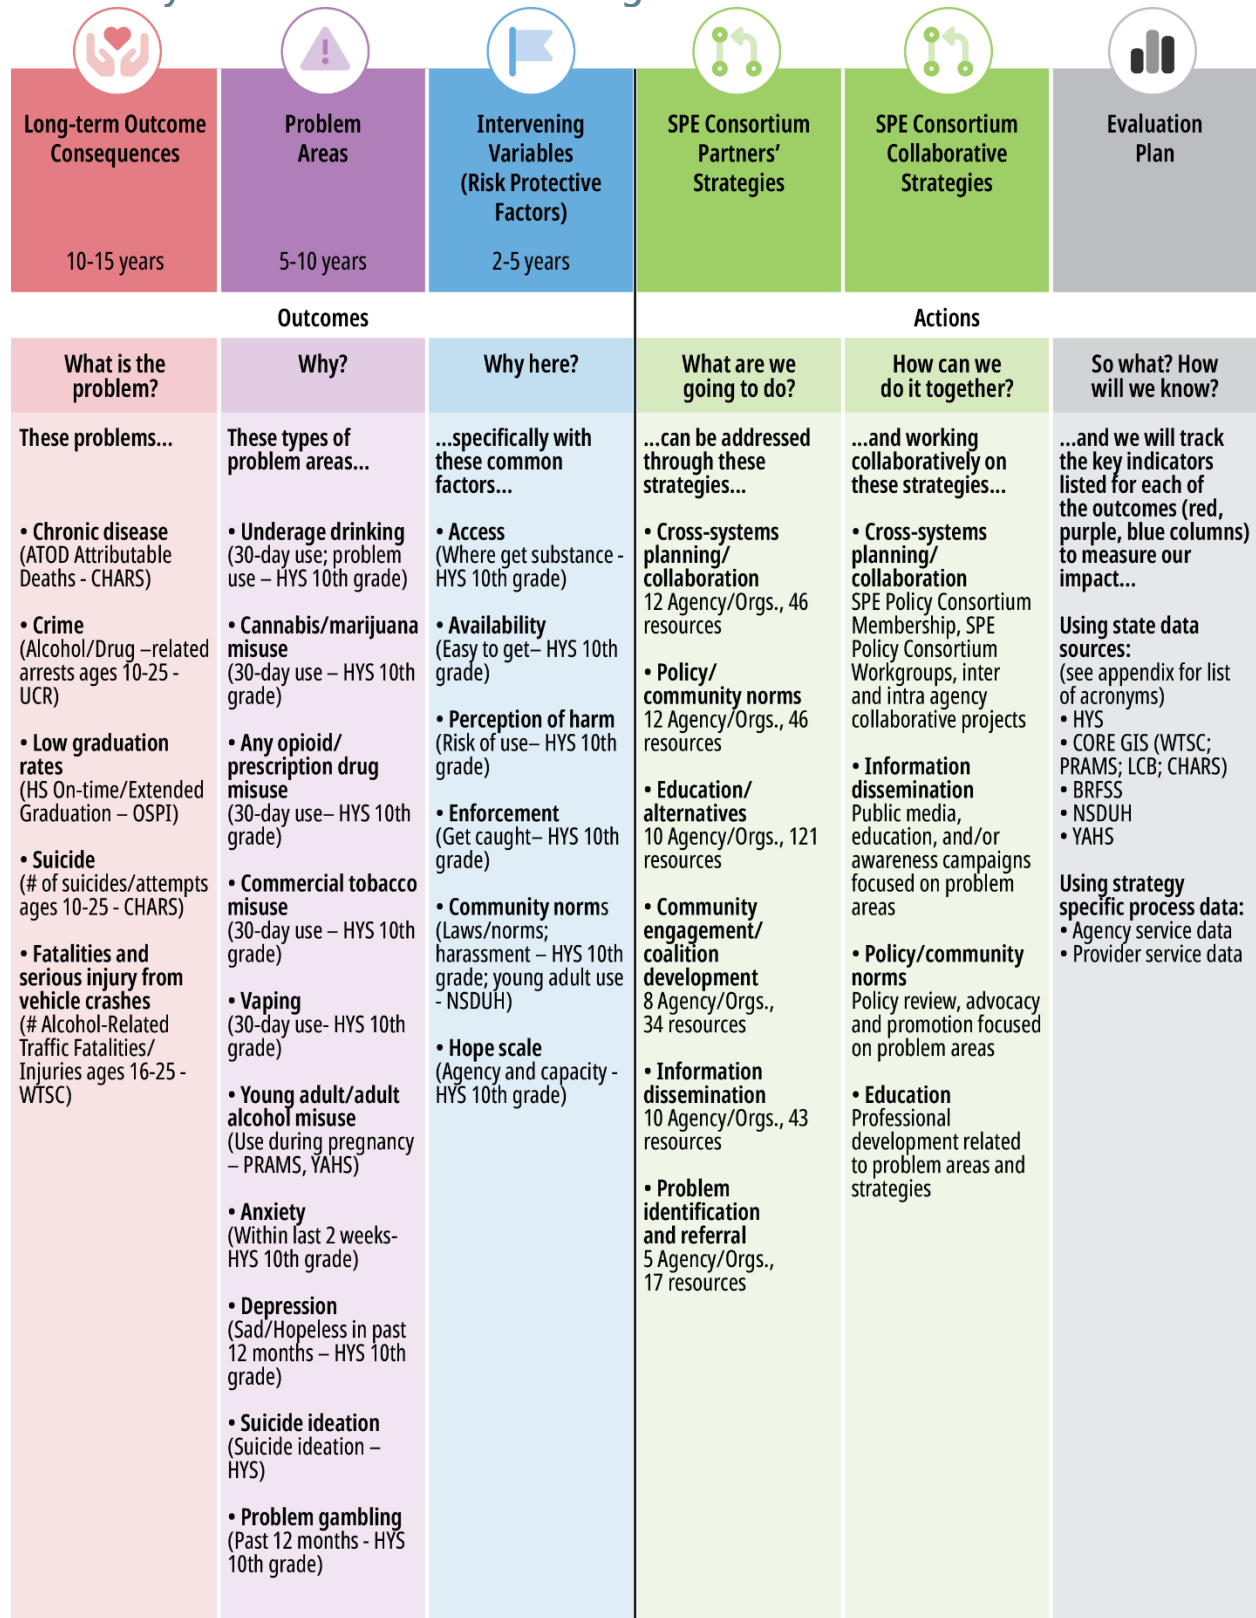 Long-term Outcome
Consequences
10-15 years
Problem
Areas
5-10 years
Intervening
Variables
(Risk Protective
Factors)
2-5 years
SPE Consortium
Partners’
Strategies
SPE Consortium
Collaborative
Strategies
Evaluation
Plan
Outcomes
Actions
What is the
problem?
These problems...
• Chronic disease
(ATOD Attributable
Deaths - CHARS)
• Crime
(Alcohol/Drug –related
arrests ages 10-25 -
UCR)
• Low graduation
rates
(HS On-time/Extended
Graduation – OSPI)
• Suicide
(# of suicides/attempts
ages 10-25 - CHARS)
• Fatalities and
serious injury from
vehicle crashes
(# Alcohol-Related
Traffic Fatalities/
Injuries ages 16-25 -
WTSC)
Why?
These types of
problem areas...
• Underage drinking
(30-day use; problem
use – HYS 10th grade)
• Cannabis/marijuana
misuse
(30-day use – HYS 10th
grade)
• Any opioid/
prescription drug
misuse
(30-day use– HYS 10th
grade)
• Commercial tobacco
misuse
(30-day use – HYS 10th
grade)
• Vaping
(30-day use- HYS 10th
grade)
• Young adult/adult
alcohol misuse
(Use during pregnancy
– PRAMS, YAHS)
• Anxiety
(Within last 2 weeks-
HYS 10th grade)
• Depression
(Sad/Hopeless in past
12 months – HYS 10th
grade)
• Suicide ideation
(Suicide ideation –
HYS)
• Problem gambling
(Past 12 months - HYS
10th grade)
Why here?
...specifically with
these common
factors...
• Access
(Where get substance -
HYS 10th grade)
• Availability
(Easy to get– HYS 10th
grade)
• Perception of harm
(Risk of use– HYS 10th
grade)
• Enforcement
(Get caught– HYS 10th
grade)
• Community norms
(Laws/norms;
harassment – HYS 10th
grade; young adult use
- NSDUH)
• Hope scale
(Agency and capacity -
HYS 10th grade)
What are we
going to do?
...can be addressed
through these
strategies...
• Cross-systems
planning/
collaboration
12 Agency/Orgs., 46
resources
• Policy/
community norms
12 Agency/Orgs., 46
resources
• Education/
alternatives
10 Agency/Orgs., 121
resources
• Community
engagement/
coalition
development
8 Agency/Orgs.,
34 resources
• Information
dissemination
10 Agency/Orgs., 43
resources
• Problem
identification
and referral
5 Agency/Orgs.,
17 resources
How can we
do it together?
...and working
collaboratively on
these strategies...
• Cross-systems
planning/
collaboration
SPE Policy Consortium
Membership, SPE
Policy Consortium
Workgroups, inter
and intra agency
collaborative projects
• Information
dissemination
Public media,
education, and/or
awareness campaigns
focused on problem
areas
• Policy/community
norms
Policy review, advocacy
and promotion focused
on problem areas
• Education
Professional
development related
to problem areas and
strategies
So what? How
will we know?
...and we will track
the key indicators
listed for each of
the outcomes (red,
purple, blue columns)
to measure our
impact...
Using state data
sources:
(see appendix for list
of acronyms)
• HYS
• CORE GIS (WTSC;
PRAMS; LCB; CHARS)
• BRFSS
• NSDUH
• YAHS
Using strategy
specific process data:
• Agency service data
• Provider service data